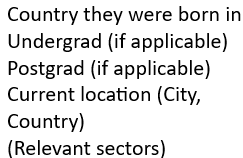 Country they were born in
Undergrad (if applicable)
Postgrad (if applicable)
Current location (City,
Country)
(Relevant sectors)